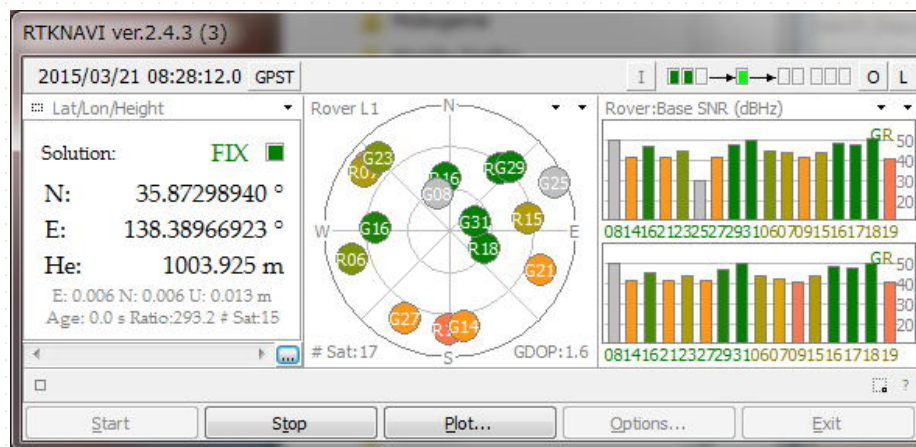 RTKNAVI ver.2.4.3 (3)
2015/03/21 08:28:12.0 GPST I O L
Lat/Lon/Height
Solution: FIX
N: 35.87298940 °
E: 138.38966923 °
He: 1003.925 m
E: 0.006 N: 0.006 U: 0.013 m
Age: 0.0 s Ratio:293.2 # Sat:15
...
Rover L1
N
G23
R07
R16
G08
G29
G25
G31
R15
W
G16
E
R18
R06
G21
G27
G14
S
# Sat:17 GDOP:1.6
Rover:Base SNR (dBHz)
GR 50
40
30
20
081416212325272931060709151617181 9
GR 50
40
30
20
08141621232729310607091516171819
?
Start Stop Plot... Options... Exit